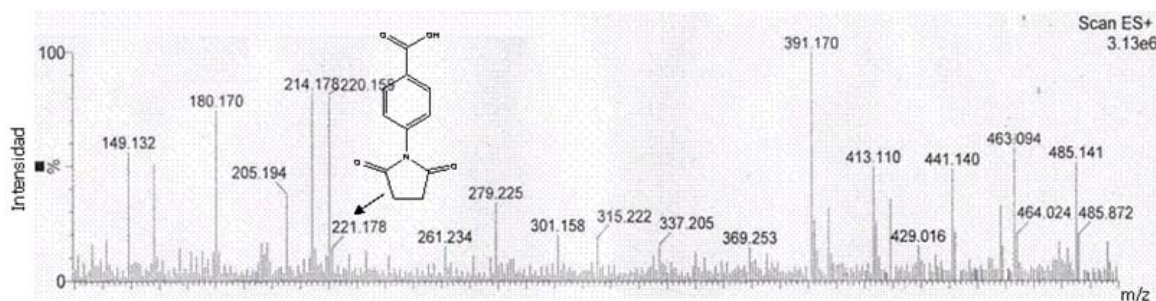 Scan ES+
3.13e6
100
391.170
214.178
220.155
180.170
149.132
463.094
413.110
441.140
485.141
205.194
279.225
301.158
315.222
221.178
261.234
337.205
369.253
429.016
464.024
485.872
Intensidad
%
0
m/z
O
OH
N
O
O